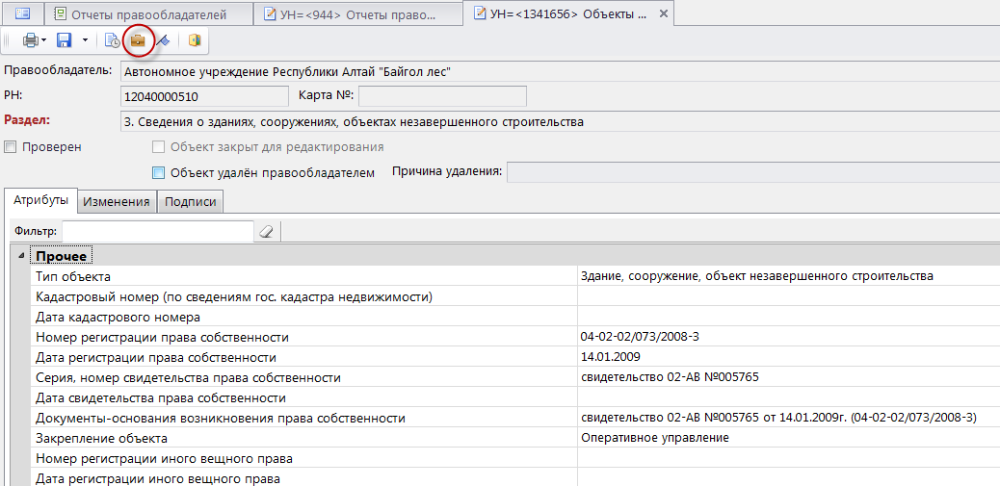 Отчеты правообладателей УН=<944> Отчеты право... УН=<1341656> Объекты ...
Правообладатель: Автономное учреждение Республики Алтай "Байгол лес"
РН: 12040000510 Карта №:
Раздел: 3. Сведения о зданиях, сооружениях, объектах незавершенного строительства
Проверен Объект закрыт для редактирования
Объект удалён правообладателем Причина удаления:
Атрибуты Изменения Подписи
Фильтр:
Прочее
Тип объекта Здание, сооружение, объект незавершенного строительства
Кадастровый номер (по сведениям гос. кадастра недвижимости)
Дата кадастрового номера
Номер регистрации права собственности 04-02-02/073/2008-3
Дата регистрации права собственности 14.01.2009
Серия, номер свидетельства права собственности свидетельство 02-АВ №005765
Дата свидетельства права собственности
Документы-основания возникновения права собственности свидетельство 02-АВ №005765 от 14.01.2009г. (04-02-02/073/2008-3)
Закрепление объекта Оперативное управление
Номер регистрации иного вещного права
Дата регистрации иного вещного права